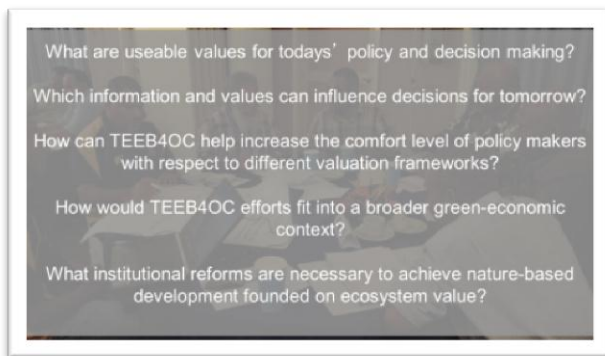 What are useable values for todays' policy and decision making?
Which information and values can influence decisions for tomorrow?
How can TEEB4OC help increase the comfort level of policy makers
with respect to different valuation frameworks?
How would TEEB4OC efforts fit into a broader green-economic
context?
What institutional reforms are necessary to achieve nature-based
development founded on ecosystem value?